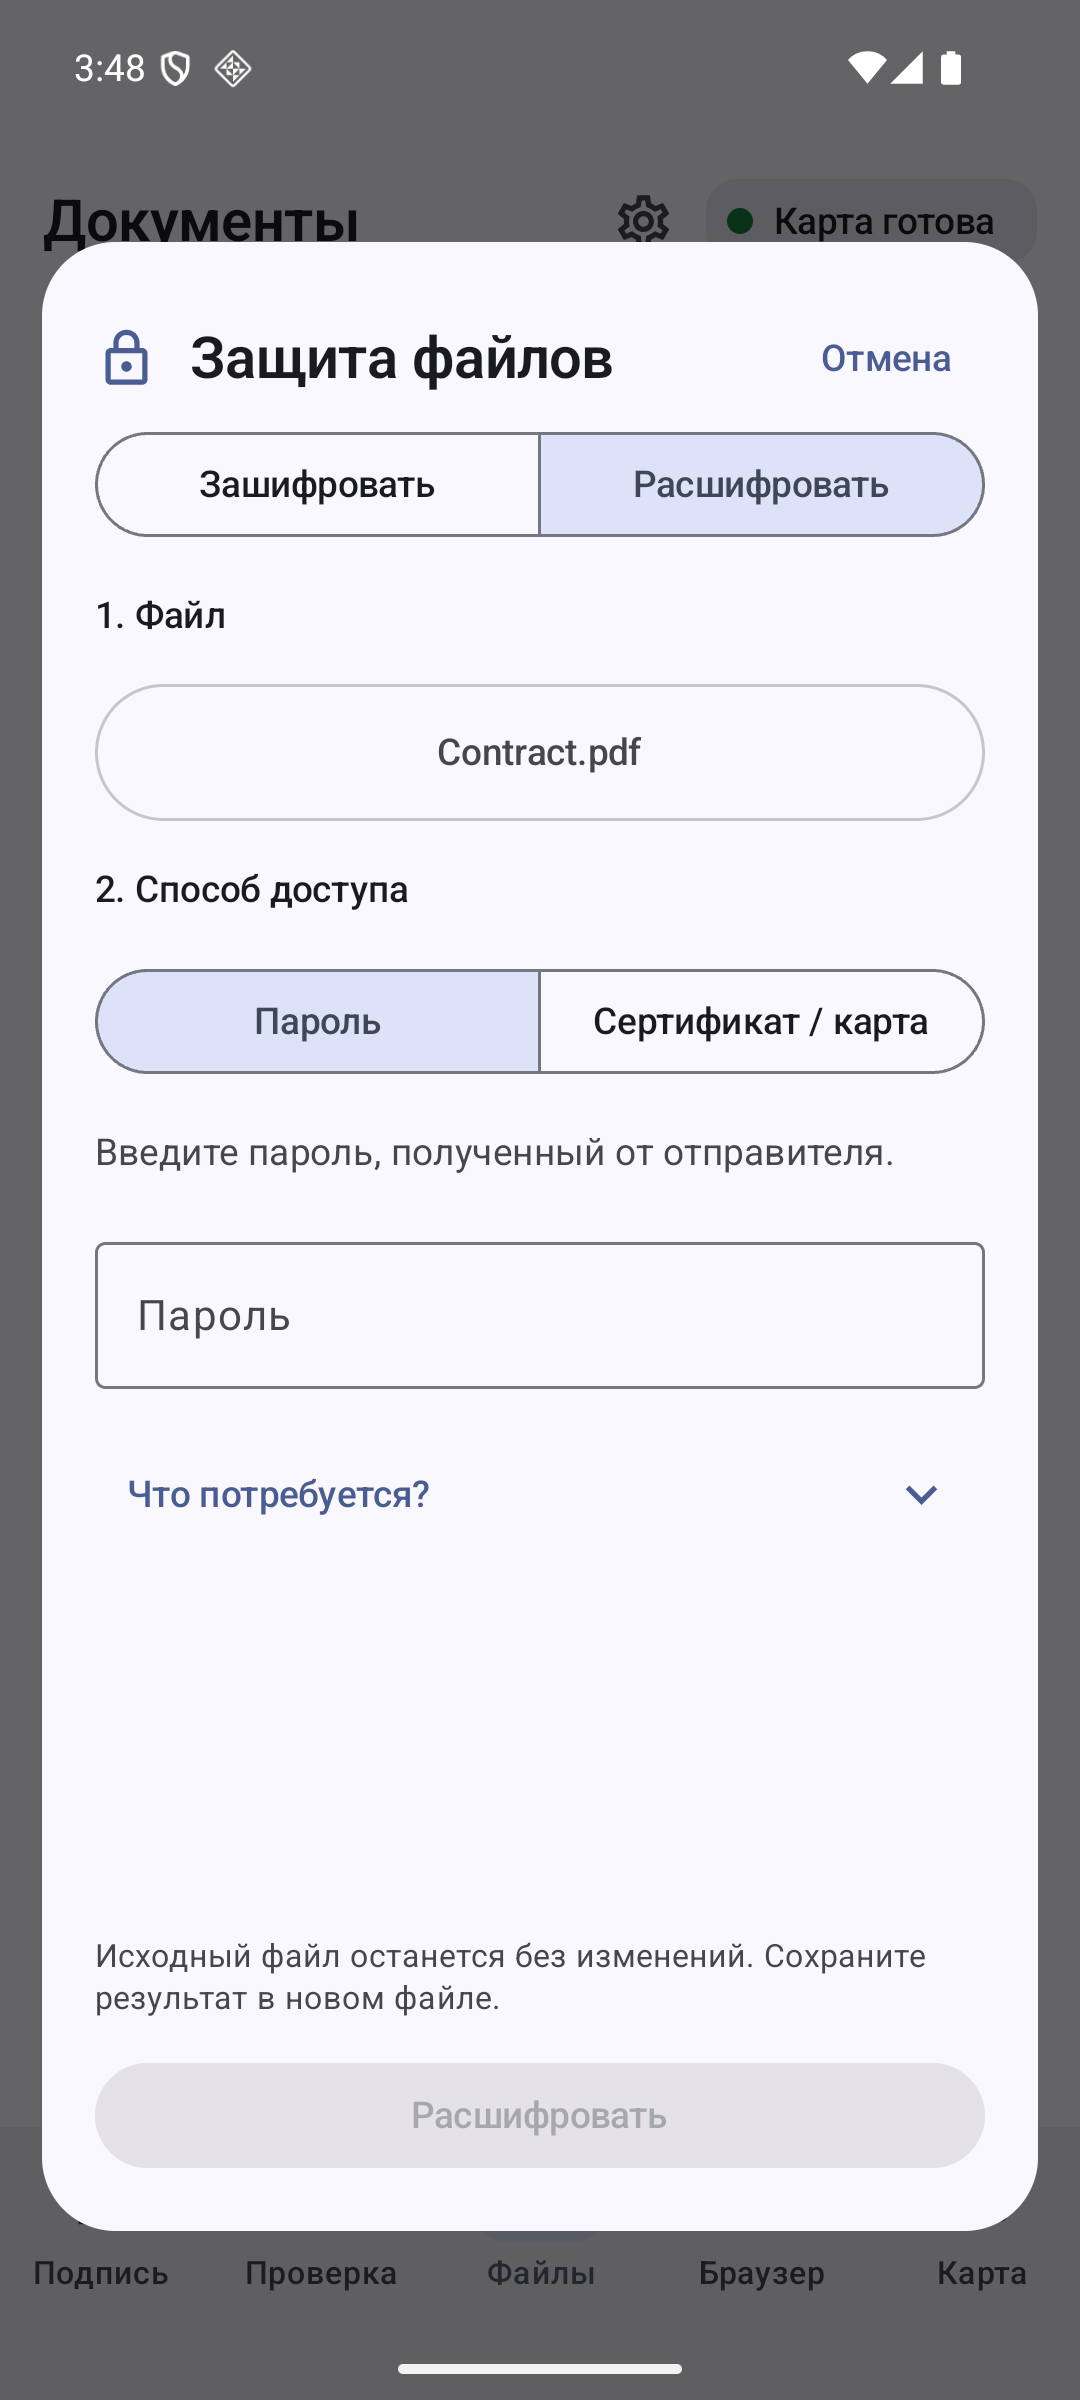 3:48
Документы
Карта готова
Защита файлов
Отмена
Зашифровать
Расшифровать
1. Файл
Contract.pdf
2. Способ доступа
Пароль
Сертификат / карта
Введите пароль, полученный от отправителя.
Пароль
Что потребуется?
Исходный файл останется без изменений. Сохраните
результат в новом файле.
Расшифровать
Подпись
Проверка
Файлы
Браузер
Карта